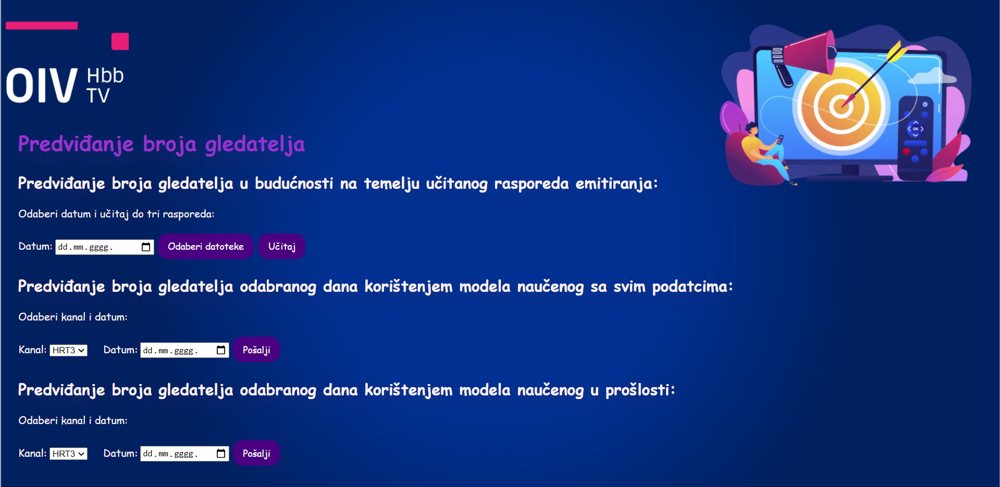 OIV Hbb
TV
Predviđanje broja gledatelja
Predviđanje broja gledatelja u budućnosti na temelju učitanog rasporeda emitiranja:
Odaberi datum i učitaj do tri rasporeda:
Datum: dd.mm.gggg. Odaberi datoteke Učitaj
Predviđanje broja gledatelja odabranog dana korištenjem modela naučenog sa svim podatcima:
Odaberi kanal i datum:
Kanal: HRT3 Datum: dd.mm.gggg. Pošalji
Predviđanje broja gledatelja odabranog dana korištenjem modela naučenog u prošlosti:
Odaberi kanal i datum:
Kanal: HRT3 Datum: dd.mm.gggg. Pošalji
OK